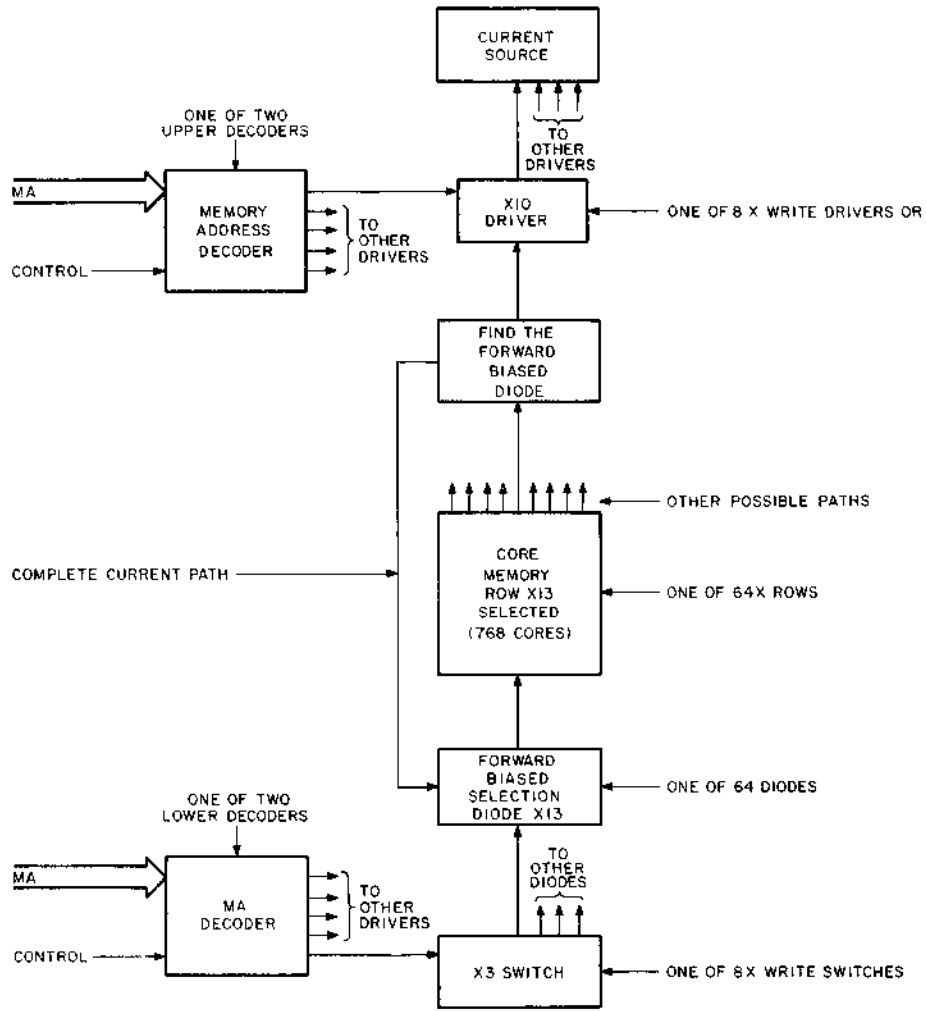 CURRENT
SOURCE
ONE OF TWO
UPPER DECODERS
TO
OTHER
DRIVERS
MA
MEMORY
ADDRESS
DECODER
TO
OTHER
DRIVERS
X10
DRIVER
ONE OF 8 X WRITE DRIVERS OR
CONTROL
FIND THE
FORWARD
BIASED
DIODE
OTHER POSSIBLE PATHS
COMPLETE CURRENT PATH
CORE
MEMORY
ROW X13
SELECTED
(768 CORES)
ONE OF 64X ROWS
FORWARD
BIASED
SELECTION
DIODE X13
ONE OF 64 DIODES
ONE OF TWO
LOWER DECODERS
TO
OTHER
DIODES
MA
MA
DECODER
TO
OTHER
DRIVERS
CONTROL
X3 SWITCH
ONE OF 8X WRITE SWITCHES